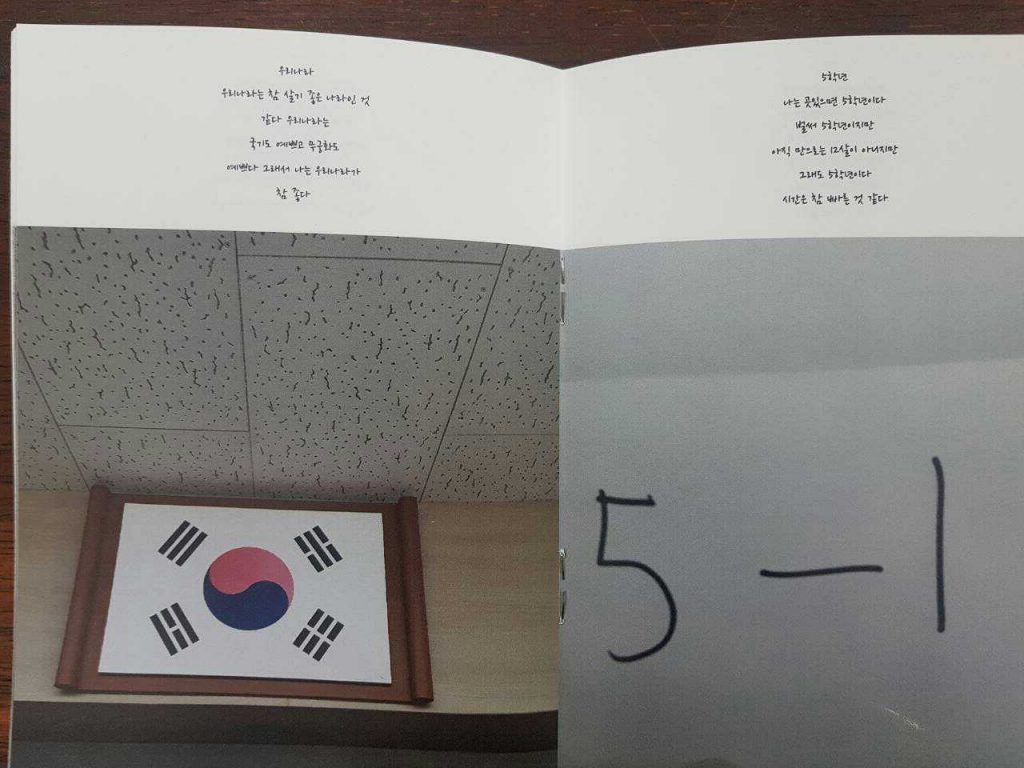 우리나라
우리나라는 참 살기 좋은 나라인 것
같다 우리나라는
국기도 예쁘고 무궁화도
예쁘다 그래서 나는 우리나라가
참 좋다
5학년
나는 곳있으면 5학년이다
벌써 5학년이지만
아직 만으로는 12살이 아니지만
그래도 5학년이다
시간은 참 빠른 것 같다
5-1